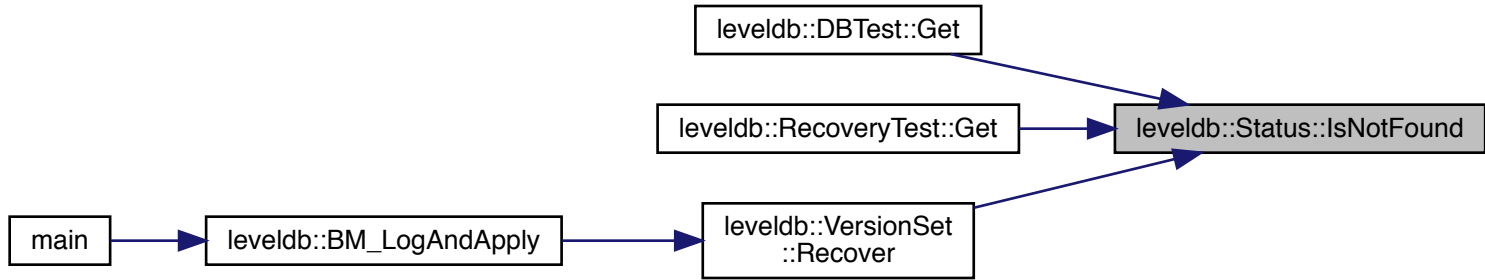 leveldb::DBTest::Get
leveldb::RecoveryTest::Get
leveldb::Status::IsNotFound
main
leveldb::BM_LogAndApply
leveldb::VersionSet
::Recover